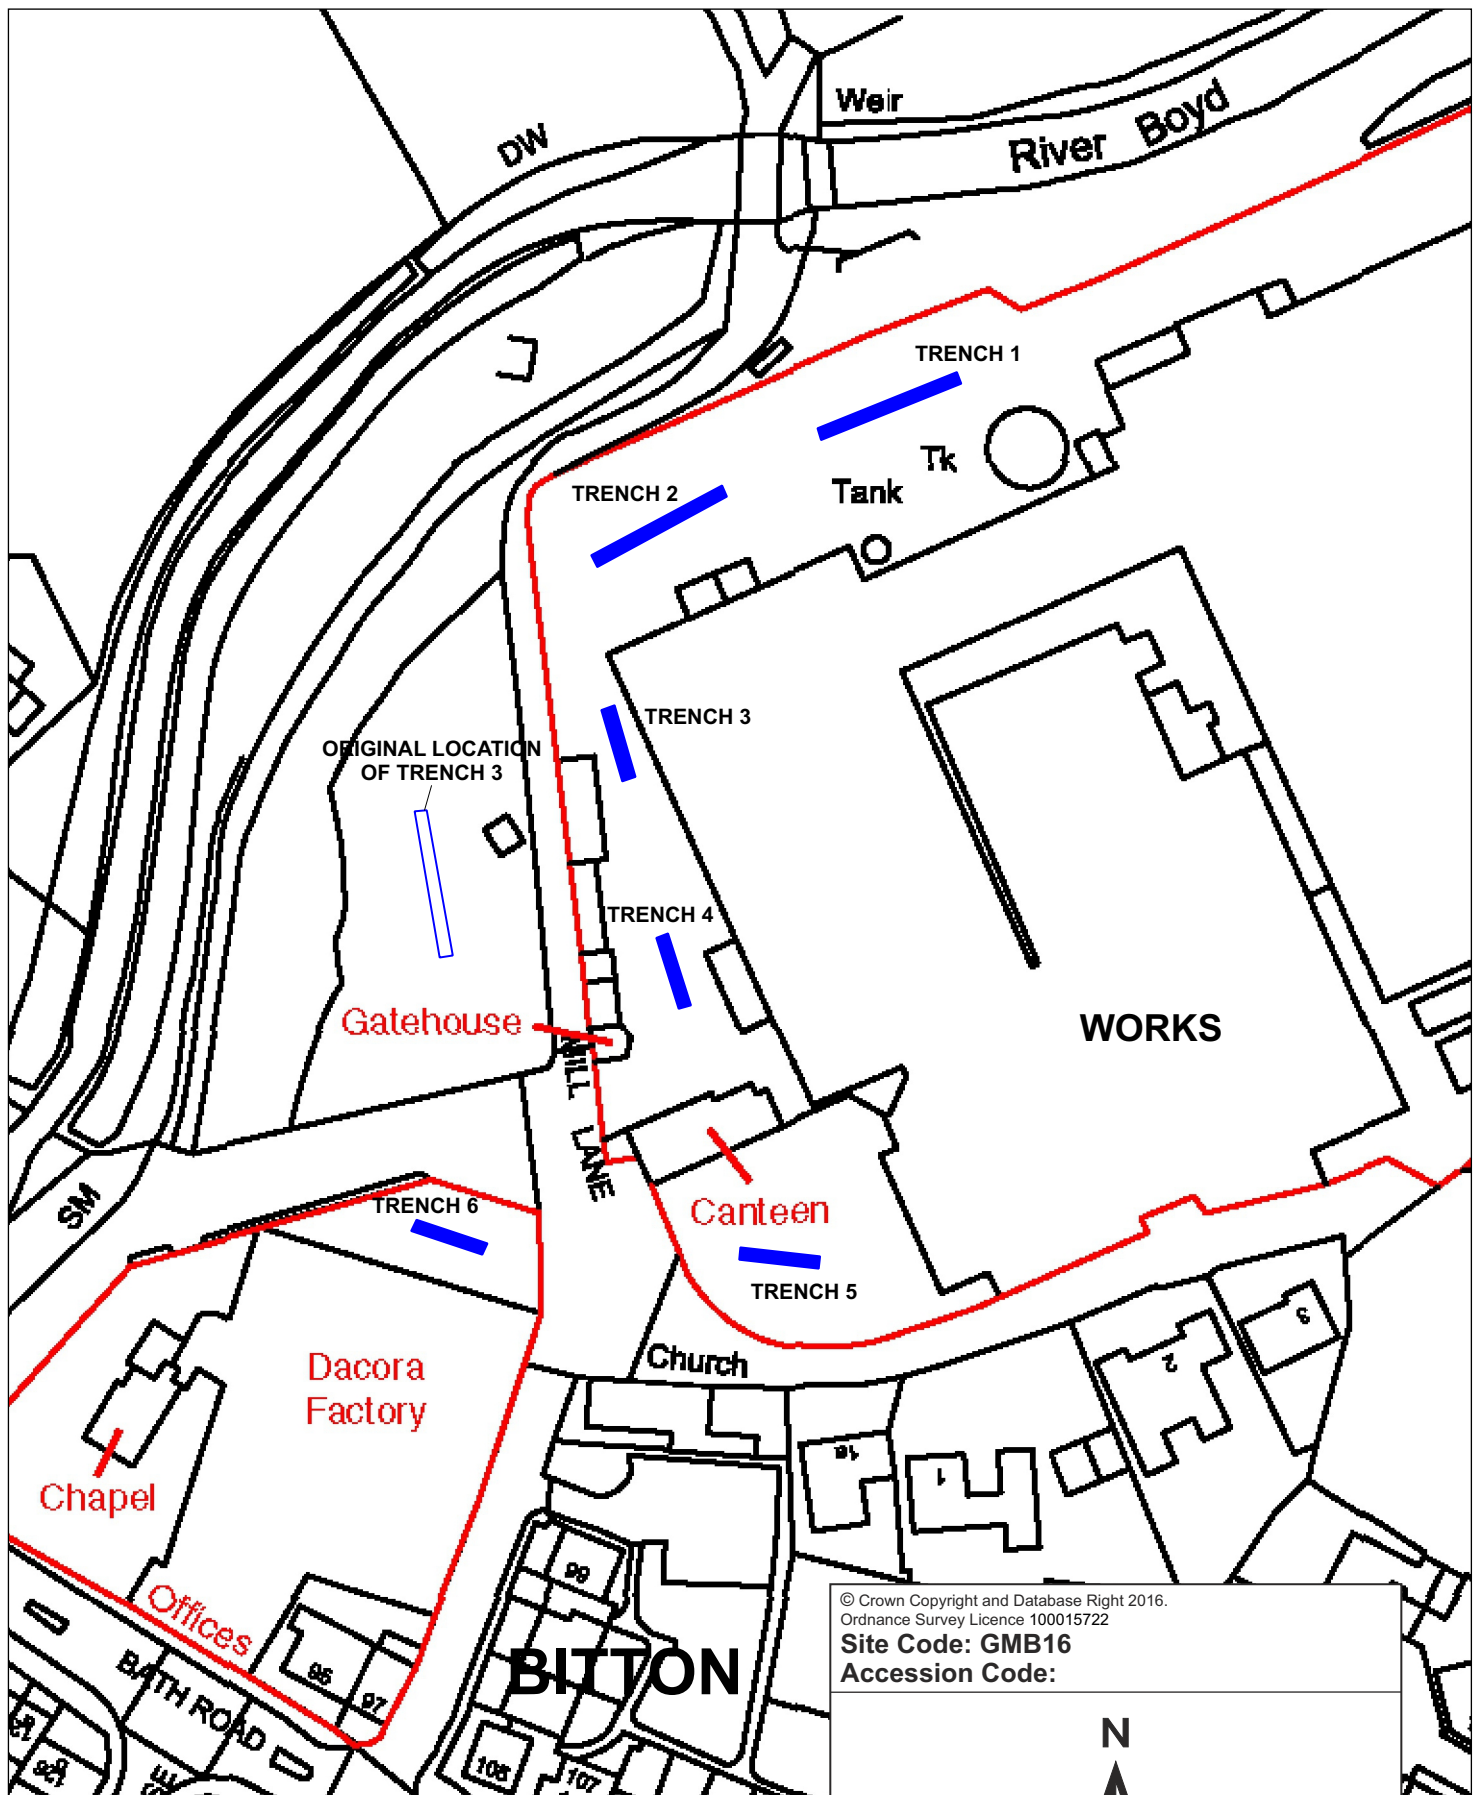 Weir
River Boyd
DW
TRENCH 1
Tk
Tank
TRENCH 2
TRENCH 3
ORIGINAL LOCATION
OF TRENCH 3
TRENCH 4
Gatehouse
WORKS
MILL LANE
SM
TRENCH 6
Canteen
TRENCH 5
Church
3
2
Dacora
Factory
1a
1
Chapel
99
Offices
95
97
BATH ROAD
BITTON
108
107
© Crown Copyright and Database Right 2016.
Ordnance Survey Licence 100015722
Site Code: GMB16
Accession Code:
N